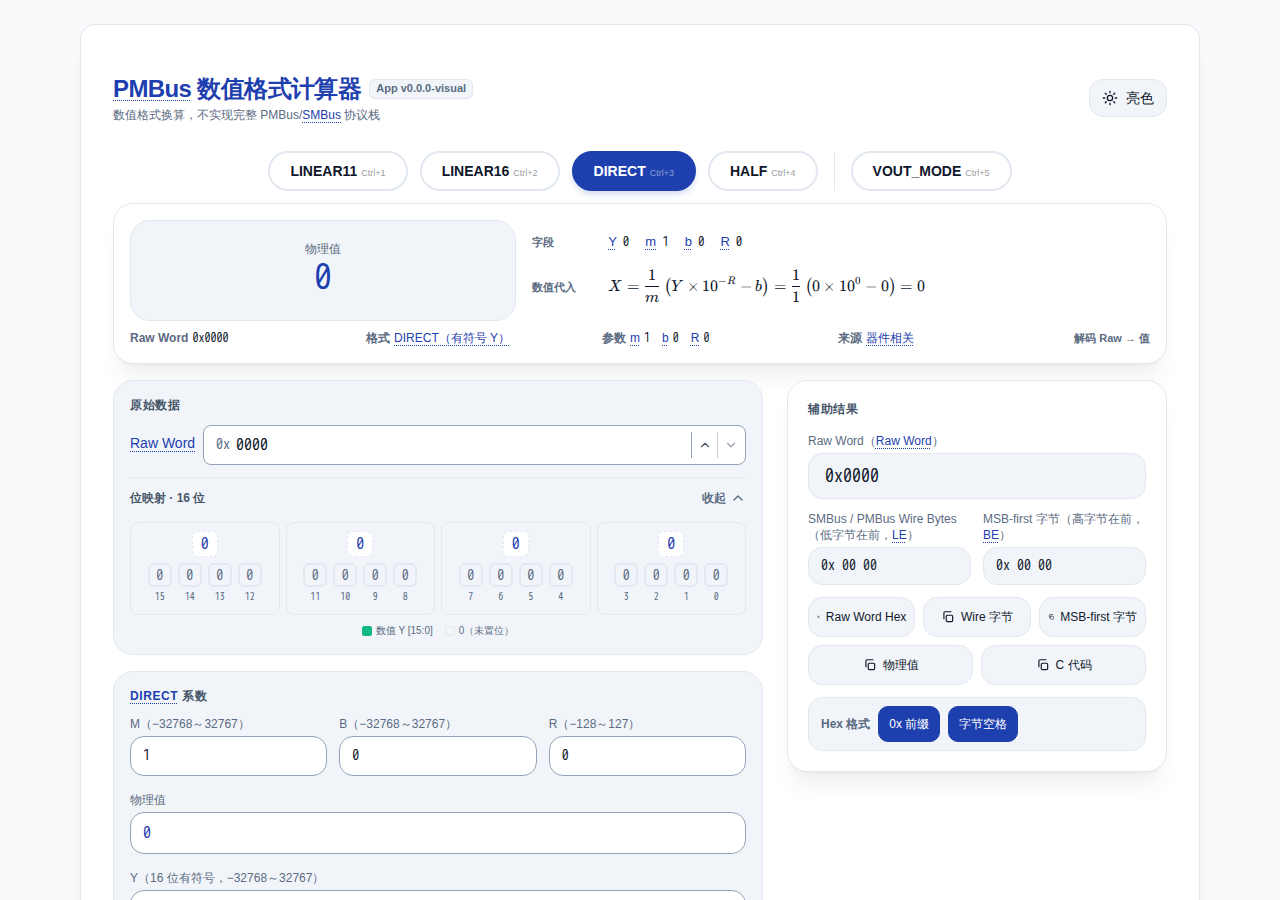 PMBus 数值格式计算器 App v0.0.0-visual
数值格式换算，不实现完整 PMBus/SMBus 协议栈
亮色
LINEAR11 Ctrl+1 LINEAR16 Ctrl+2 DIRECT Ctrl+3 HALF Ctrl+4 VOUT_MODE Ctrl+5
物理值
0
字段 Y 0 m 1 b 0 R 0
数值代入 X = 1/m (Y × 10^−R − b) = 1/1 (0 × 10^0 − 0) = 0
Raw Word 0x0000 格式 DIRECT（有符号 Y） 参数 m 1 b 0 R 0 来源 器件相关 解码 Raw → 值
原始数据
Raw Word 0x 0000
位映射 · 16 位 收起
0 0 0 0
0 0 0 0 0 0 0 0 0 0 0 0 0 0 0 0
15 14 13 12 11 10 9 8 7 6 5 4 3 2 1 0
数值 Y [15:0] 0（未置位）
DIRECT 系数
M（−32768～32767） B（−32768～32767） R（−128～127）
1 0 0
物理值
0
Y（16 位有符号，−32768～32767）
辅助结果
Raw Word（Raw Word）
0x0000
SMBus / PMBus Wire Bytes
（低字节在前，LE）
0x 00 00
MSB-first 字节（高字节在前，
BE）
0x 00 00
Raw Word Hex Wire 字节 MSB-first 字节
物理值 C 代码
Hex 格式 0x 前缀 字节空格